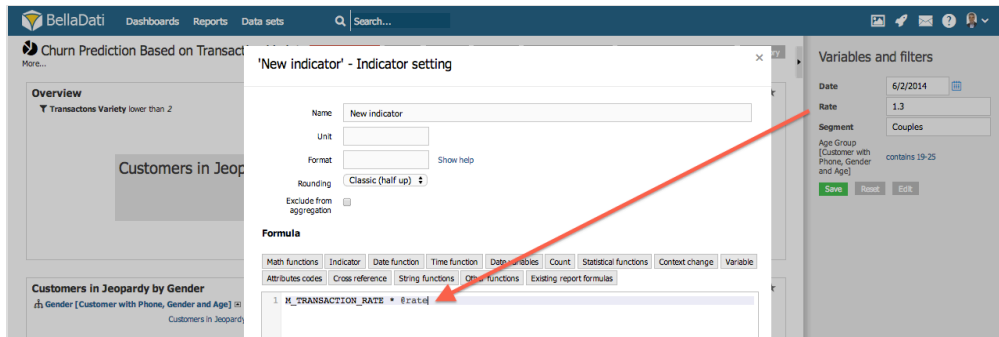 BellaDati Dashboards Reports Data sets Search...
Churn Prediction Based on Transact
More...
Overview
Transactons Variety lower than 2
Customers in Jeop
Customers in Jeopardy by Gender
Gender [Customer with Phone, Gender and Age]
Customers in Jeopardy
'New indicator' - Indicator setting
×
Name New indicator
Unit
Format Show help
Rounding Classic (half up)
Exclude from
aggregation
Formula
Math functions Indicator Date function Time function Date variables Count Statistical functions Context change Variable
Attributes codes Cross reference String functions Other functions Existing report formulas
1 M_TRANSACTION_RATE * @rate
Variables and filters
Date 6/2/2014
Rate 1.3
Segment Couples
Age Group
[Customer with
Phone, Gender
and Age]
contains 19-25
Save Reset Edit